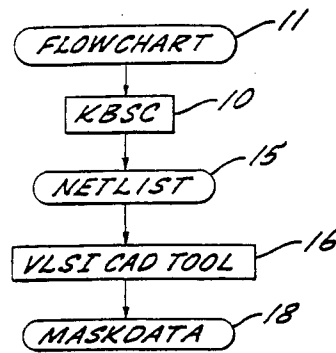 11
FLOWCHART
10
KBSC
15
NETLIST
16
VLSI CAD TOOL
18
MASKDATA